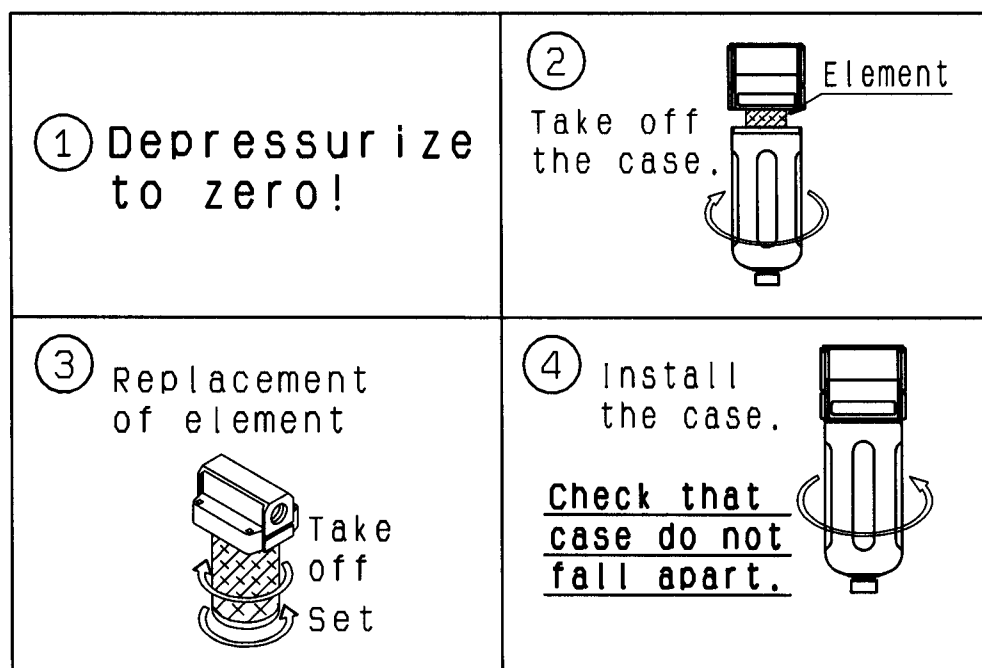 1 Depressurize
to zero!
2
Element
Take off
the case.
3 Replacement
of element
Take
off
Set
4 Install
the case.
Check that
case do not
fall apart.